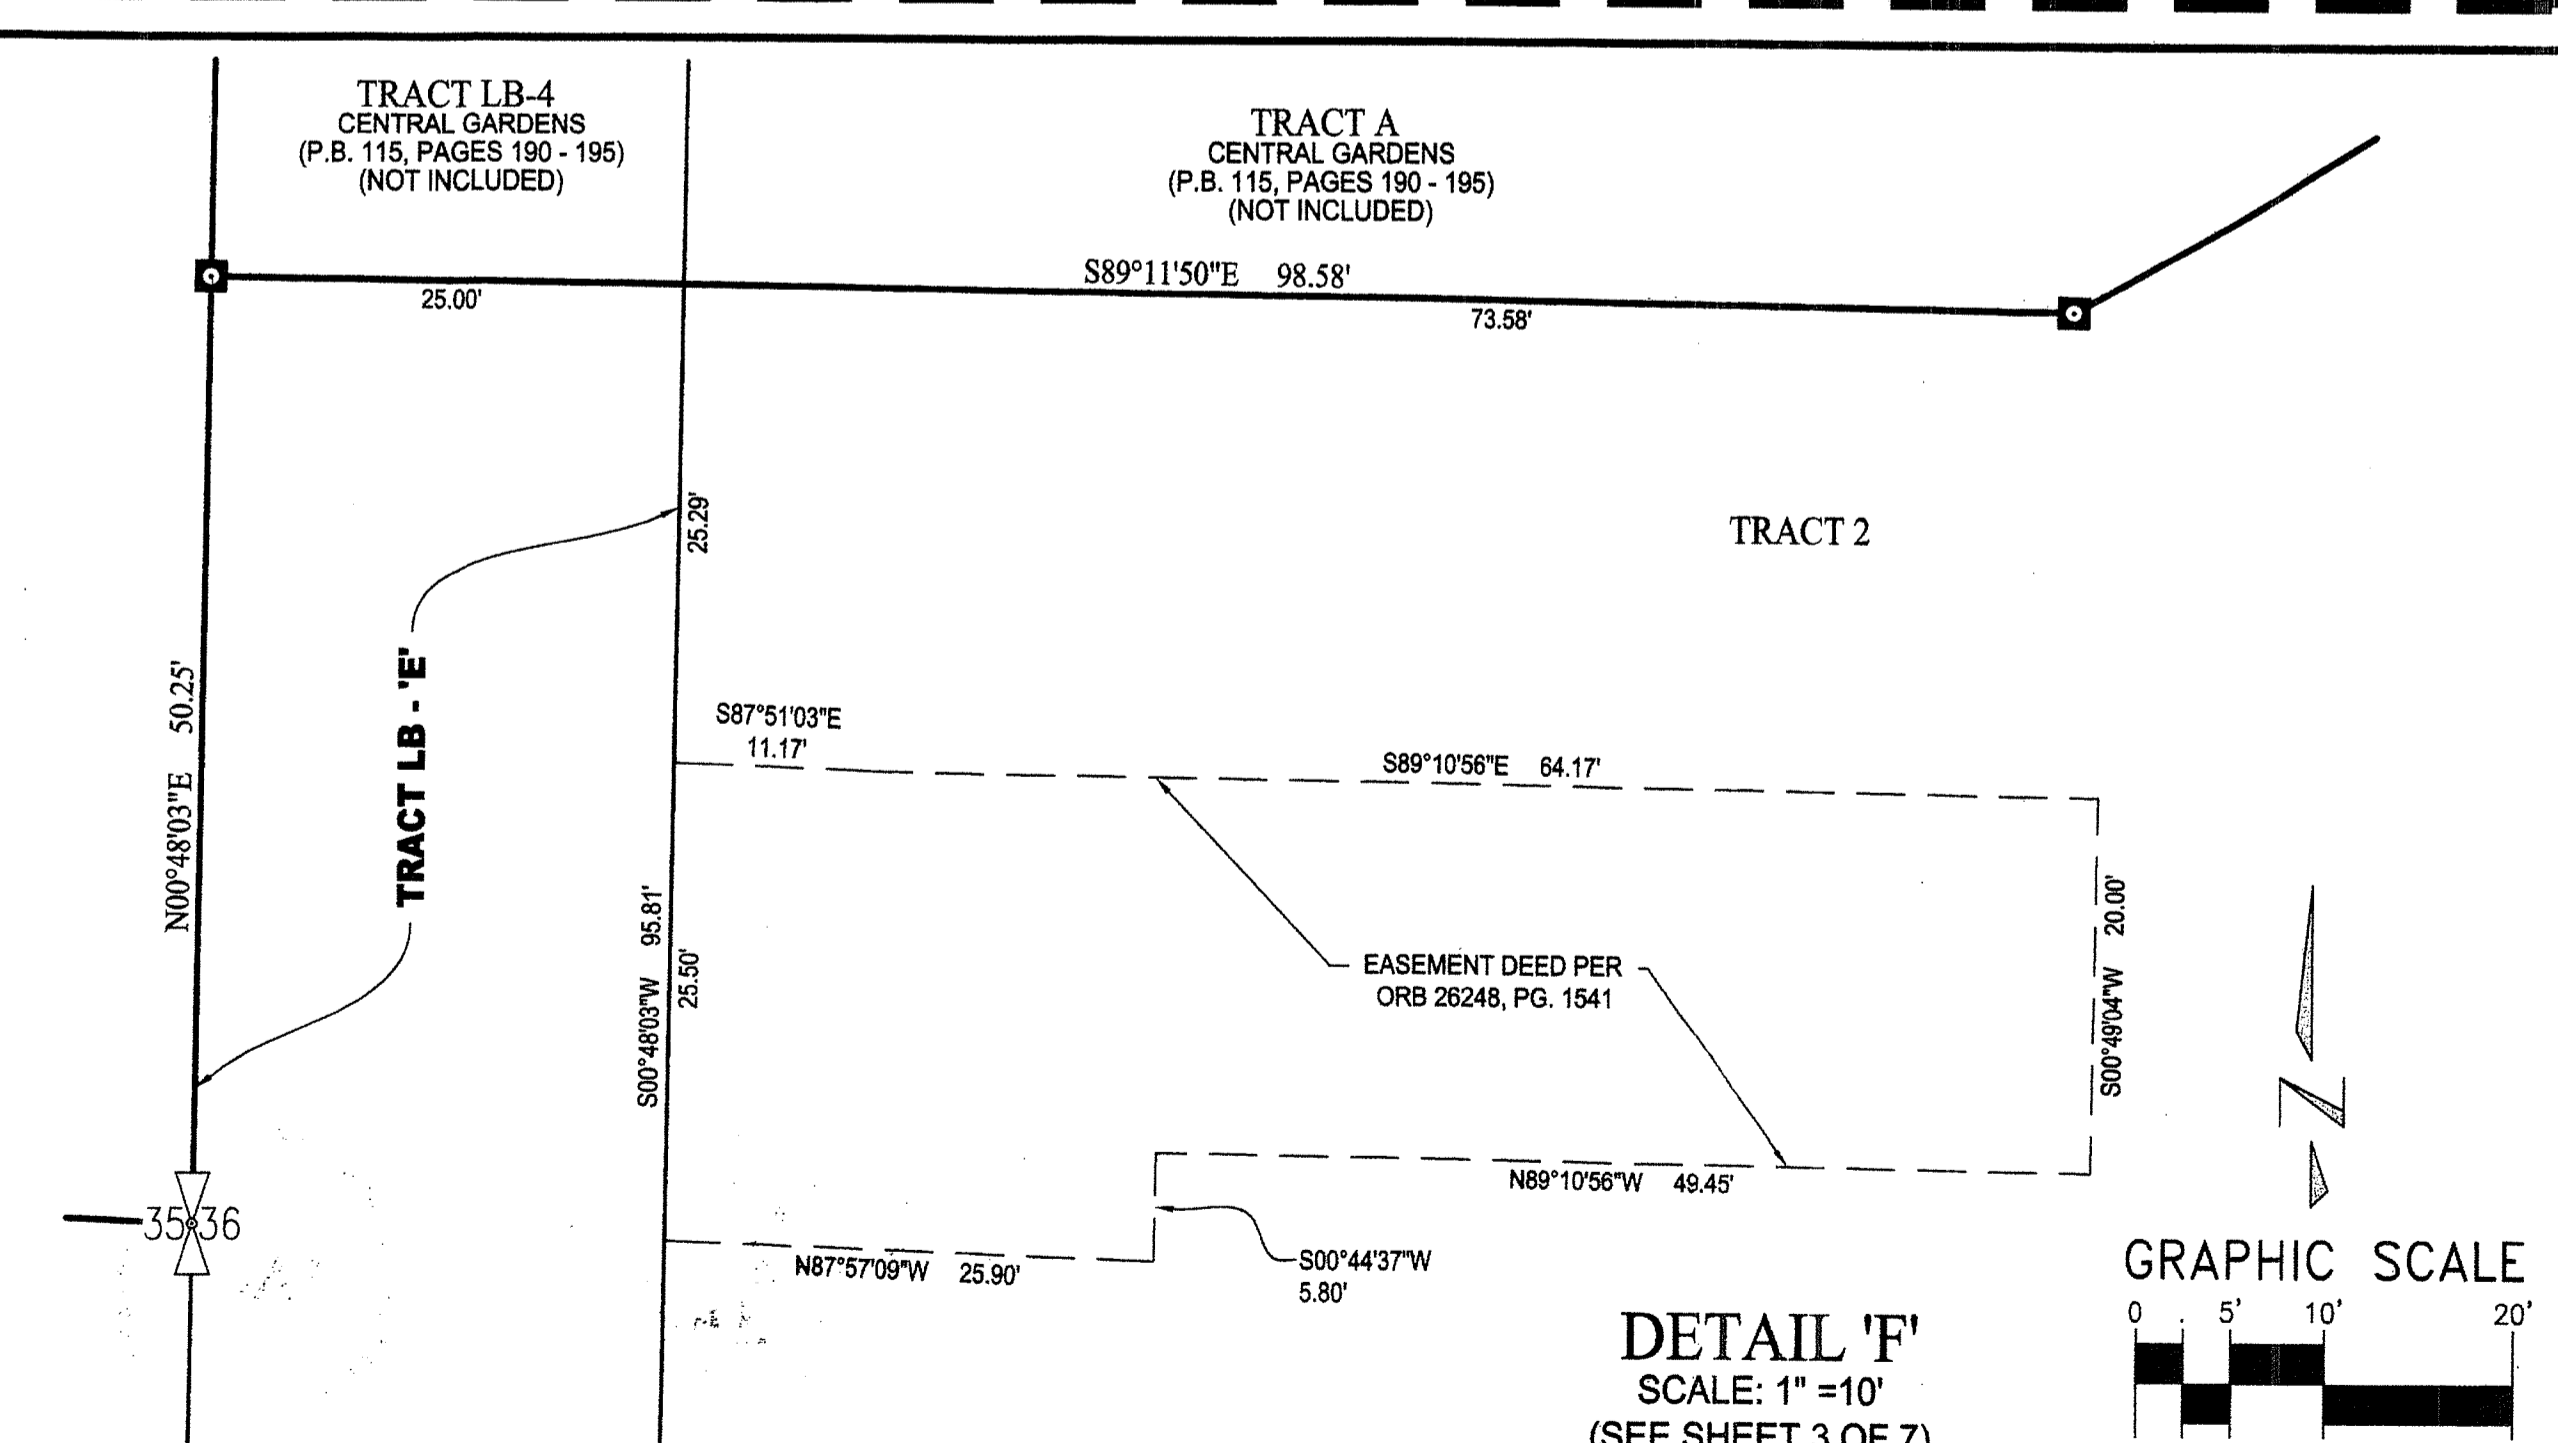 TRACT LB-4
CENTRAL GARDENS
(P.B. 115, PAGES 190 - 195)
(NOT INCLUDED)
TRACT A
CENTRAL GARDENS
(P.B. 115, PAGES 190 - 195)
(NOT INCLUDED)
S89°11'50"E 98.58'
25.00'
73.58'
25.29'
TRACT 2
N00°48'03"E 50.25'
TRACT LB - 'E'
S87°51'03"E
11.17'
S89°10'56"E 64.17'
S00°48'03"W 95.81'
25.50'
EASEMENT DEED PER
ORB 26248, PG. 1541
S00°49'04"W 20.00'
N89°10'56"W 49.45'
35 36
N87°57'09"W 25.90'
S00°44'37"W
5.80'
N
GRAPHIC SCALE
0 5' 10' 20'
DETAIL 'F'
SCALE: 1" =10'
(SEE SHEET 3 OF 7)